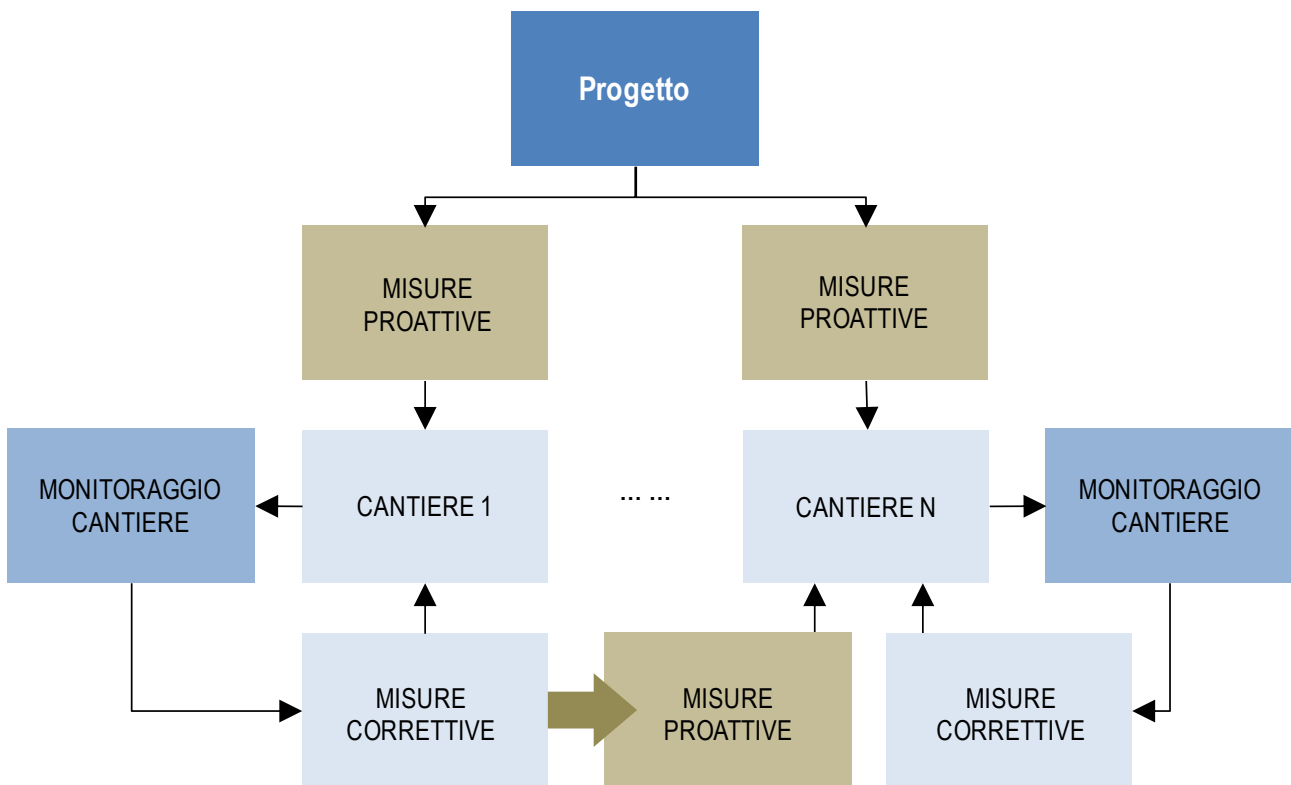 Progetto
MISURE
PROATTIVE
MISURE
PROATTIVE
MONITORAGGIO
CANTIERE
CANTIERE 1
... ...
CANTIERE N
MONITORAGGIO
CANTIERE
MISURE
CORRETTIVE
MISURE
PROATTIVE
MISURE
CORRETTIVE